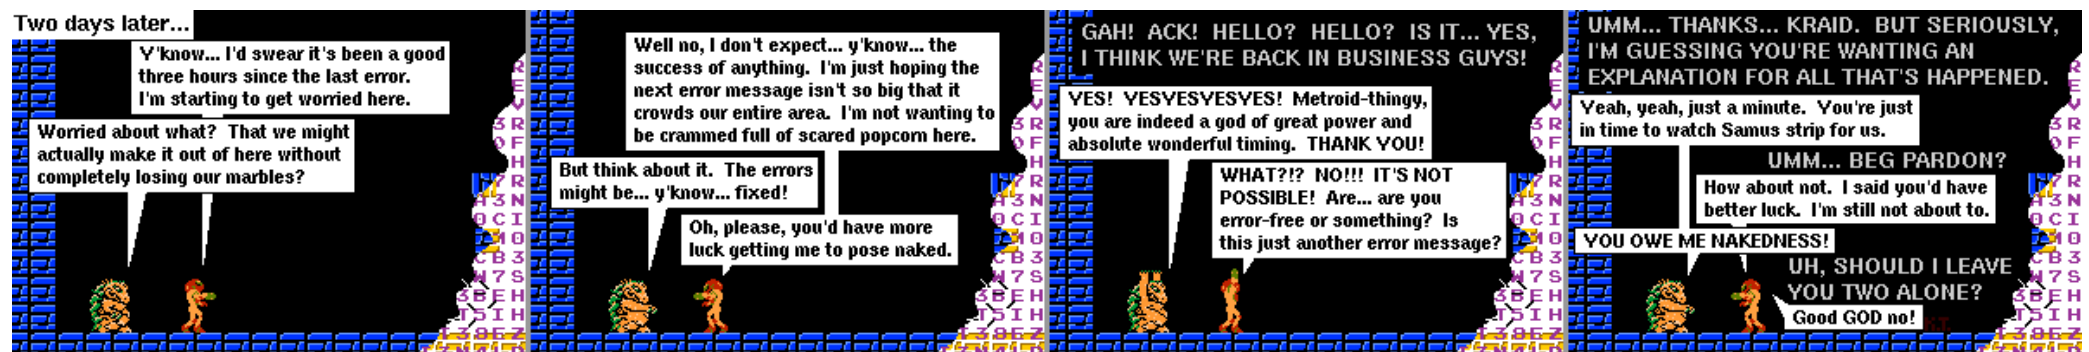 Two days later...
Y'know... I'd swear it's been a good
three hours since the last error.
I'm starting to get worried here.
Worried about what? That we might
actually make it out of here without
completely losing our marbles?
Well no, I don't expect... y'know... the
success of anything. I'm just hoping the
next error message isn't so big that it
crowds our entire area. I'm not wanting to
be crammed full of scared popcorn here.
But think about it. The errors
might be... y'know... fixed!
Oh, please, you'd have more
luck getting me to pose naked.
GAH! ACK! HELLO? HELLO? IS IT... YES,
I THINK WE'RE BACK IN BUSINESS GUYS!
YES! YESYESYESYES! Metroid-thingy,
you are indeed a god of great power and
absolute wonderful timing. THANK YOU!
WHAT?!? NO!!! IT'S NOT
POSSIBLE! Are... are you
error-free or something? Is
this just another error message?
UMM... THANKS... KRAID. BUT SERIOUSLY,
I'M GUESSING YOU'RE WANTING AN
EXPLANATION FOR ALL THAT'S HAPPENED.
Yeah, yeah, just a minute. You're just
in time to watch Samus strip for us.
UMM... BEG PARDON?
How about not. I said you'd have
better luck. I'm still not about to.
YOU OWE ME NAKEDNESS!
UH, SHOULD I LEAVE
YOU TWO ALONE?
Good GOD no!